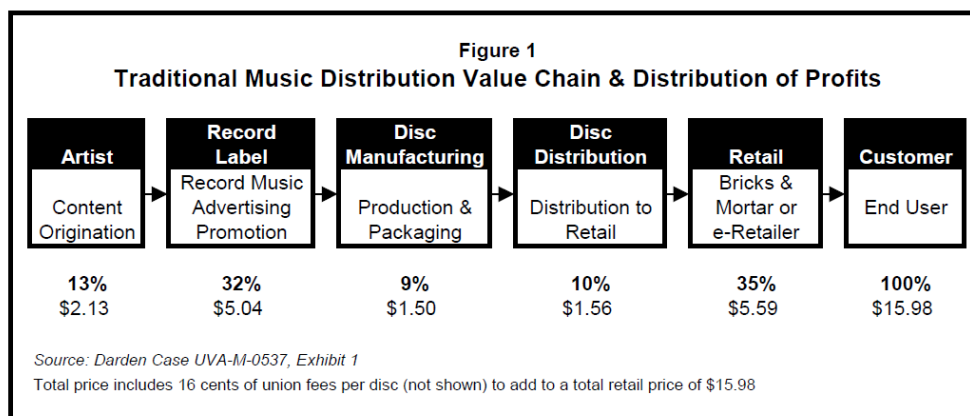 Figure 1
Traditional Music Distribution Value Chain & Distribution of Profits
Artist
Content
Origination
13%
$2.13
Record
Label
Record Music
Advertising
Promotion
32%
$5.04
Disc
Manufacturing
Production &
Packaging
9%
$1.50
Disc
Distribution
Distribution to
Retail
10%
$1.56
Retail
Bricks &
Mortar or
e-Retailer
35%
$5.59
Customer
End User
100%
$15.98
Source: Darden Case UVA-M-0537, Exhibit 1
Total price includes 16 cents of union fees per disc (not shown) to add to a total retail price of $15.98